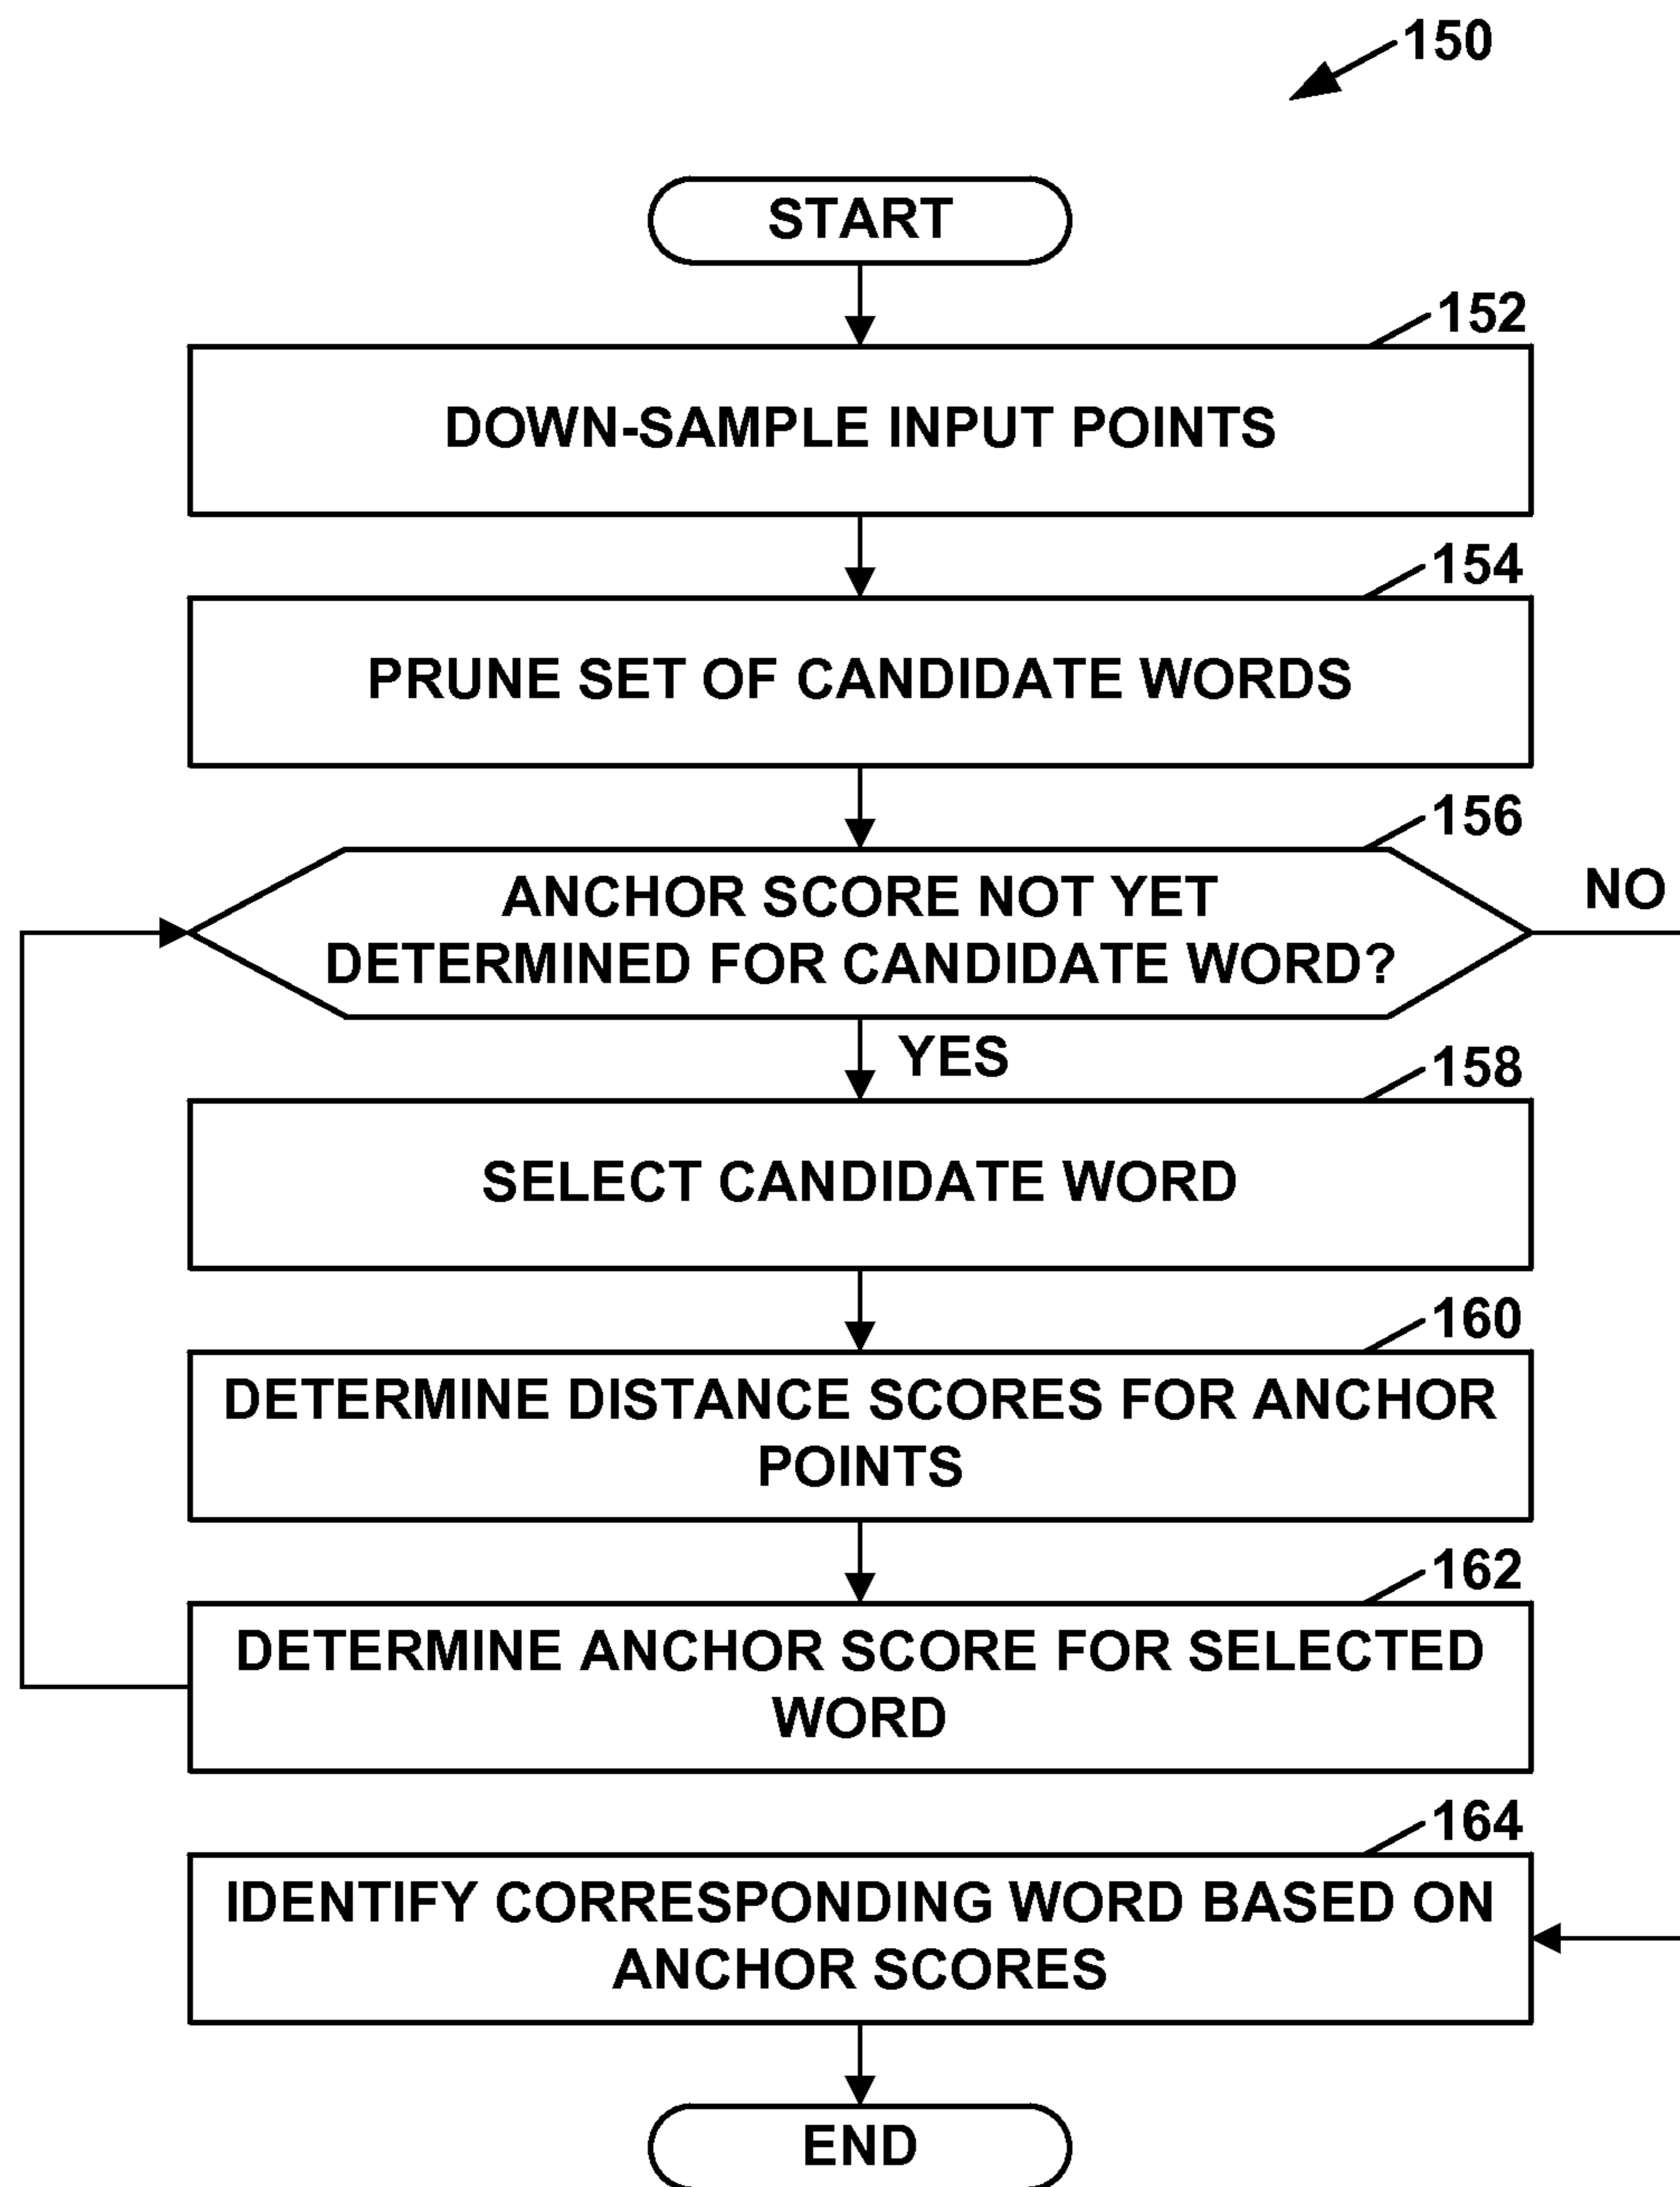 150
START
152
DOWN-SAMPLE INPUT POINTS
154
PRUNE SET OF CANDIDATE WORDS
156
ANCHOR SCORE NOT YET
DETERMINED FOR CANDIDATE WORD?
NO
YES
158
SELECT CANDIDATE WORD
160
DETERMINE DISTANCE SCORES FOR ANCHOR
POINTS
162
DETERMINE ANCHOR SCORE FOR SELECTED
WORD
164
IDENTIFY CORRESPONDING WORD BASED ON
ANCHOR SCORES
END